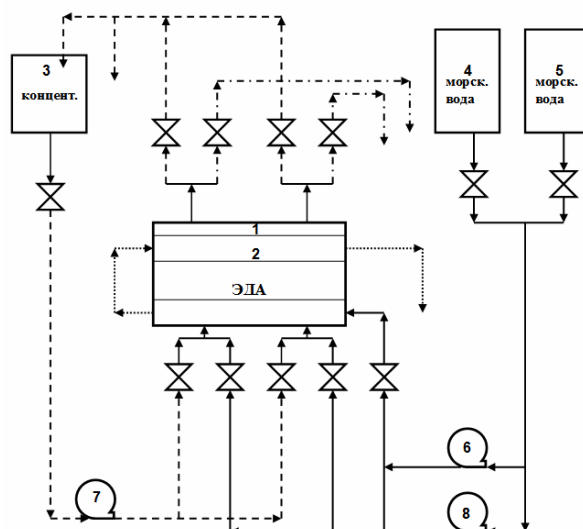 3
концент.
4
морск.
вода
5
морск.
вода
1
2
ЭДА
6
7
8